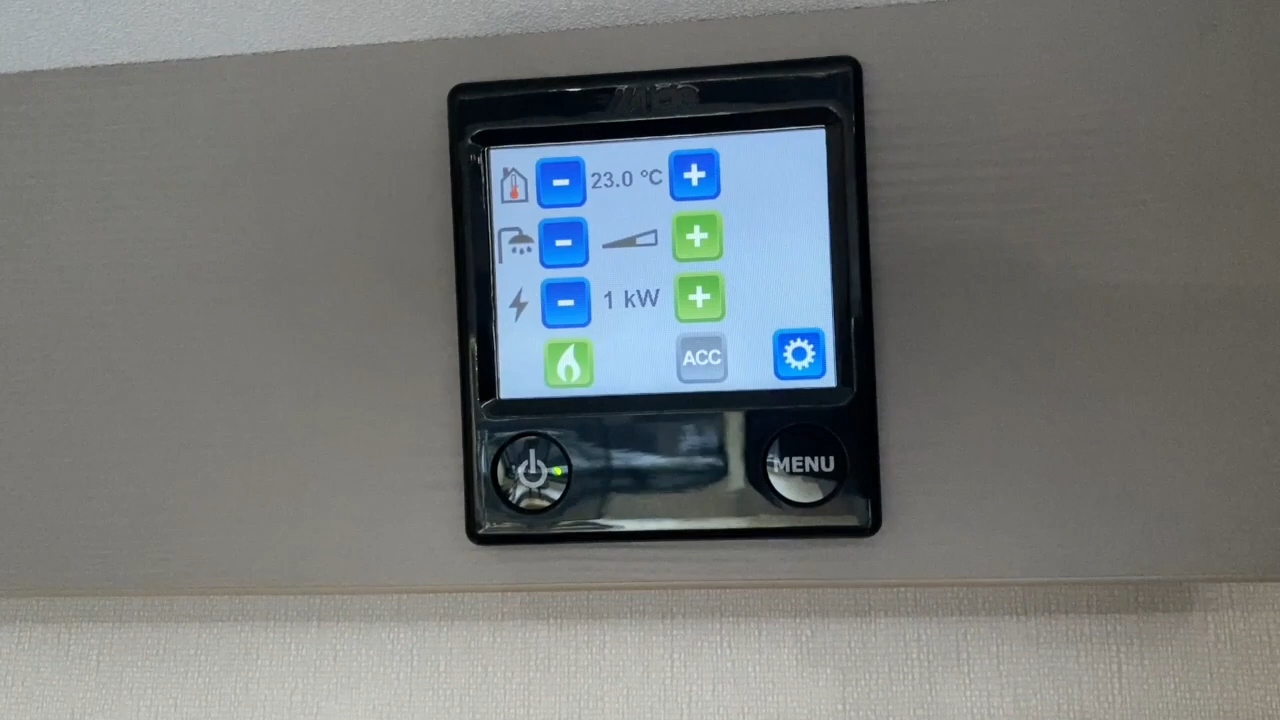 - 23.0 °C +
- +
- 1 kW +
ACC
MENU